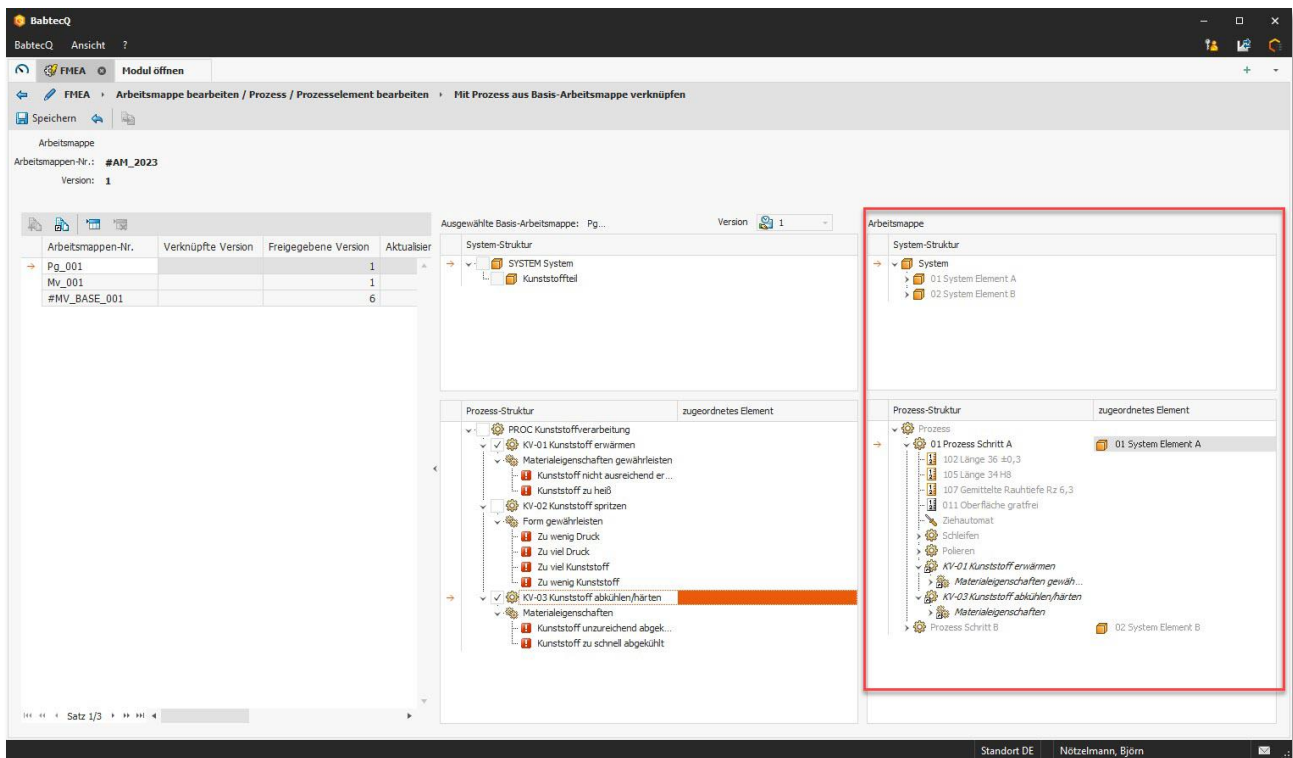 BabtecQ
BabtecQ Ansicht ?
FMEA Modul öffnen
FMEA Arbeitsmappe bearbeiten / Prozess / Prozesselement bearbeiten Mit Prozess aus Basis-Arbeitsmappe verknüpfen
Speichern
Arbeitsmappe
Arbeitsmappen-Nr.: #AM_2023
Version: 1
Arbeitsmappen-Nr. Verknüpfte Version Freigegebene Version Aktualisier
Pg_001 1
Mv_001 1
#MV_BASE_001 6
Satz 1/3
Ausgewählte Basis-Arbeitsmappe: Pg... Version 1
System-Struktur
SYSTEM System
Kunststoffteil
Prozess-Struktur zugeordnetes Element
PROC Kunststoffverarbeitung
KV-01 Kunststoff erwärmen
Materialeigenschaften gewährleisten
Kunststoff nicht ausreichend er...
Kunststoff zu heiß
KV-02 Kunststoff spritzen
Form gewährleisten
Zu wenig Druck
Zu viel Druck
Zu viel Kunststoff
Zu wenig Kunststoff
KV-03 Kunststoff abkühlen/härten
Materialeigenschaften
Kunststoff unzureichend abgek...
Kunststoff zu schnell abgekühlt
Arbeitsmappe
System-Struktur
System
01 System Element A
02 System Element B
Prozess-Struktur zugeordnetes Element
Prozess
01 Prozess Schritt A 01 System Element A
102 Länge 36 ±0,3
105 Länge 34 H8
107 Gemittelte Rauhtiefe Rz 6,3
011 Oberfläche gratfrei
Ziehautomat
Schleifen
Polieren
KV-01 Kunststoff erwärmen
Materialeigenschaften gewäh...
KV-03 Kunststoff abkühlen/härten
Materialeigenschaften
Prozess Schritt B 02 System Element B
Standort DE Nötzelmann, Björn